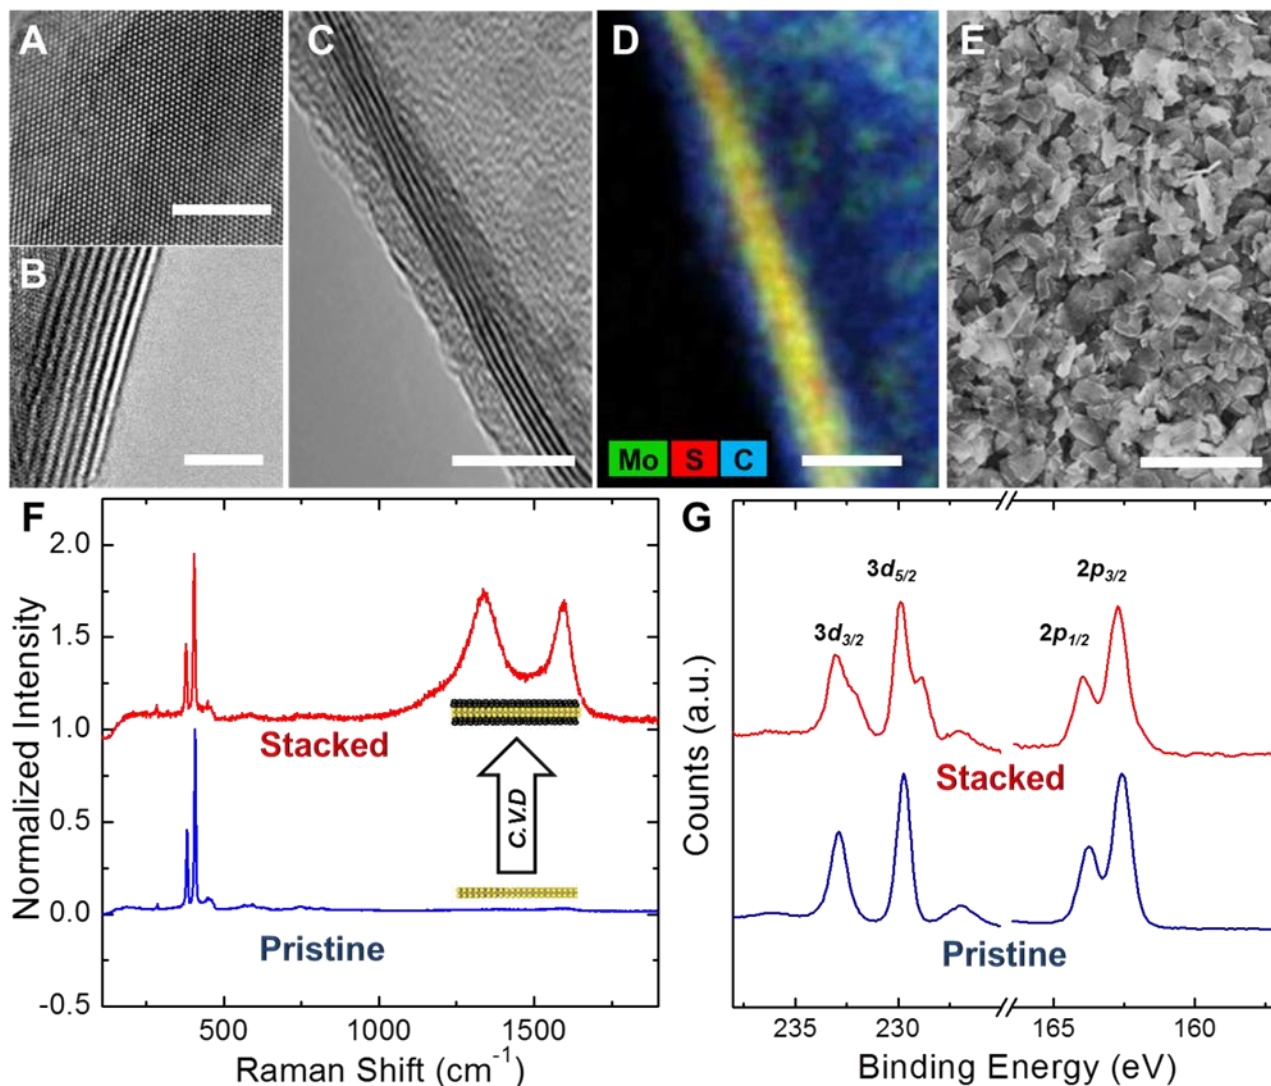 A
B
C
D
E
Mo S C
F
2.0
1.5
1.0
0.5
0.0
-0.5
Normalized Intensity
Stacked
C.V.D
Pristine
500 1000 1500
Raman Shift (cm⁻¹)
G
3d₃/₂
3d₅/₂
2p₁/₂
2p₃/₂
Counts (a.u.)
Stacked
Pristine
235 230 165 160
Binding Energy (eV)